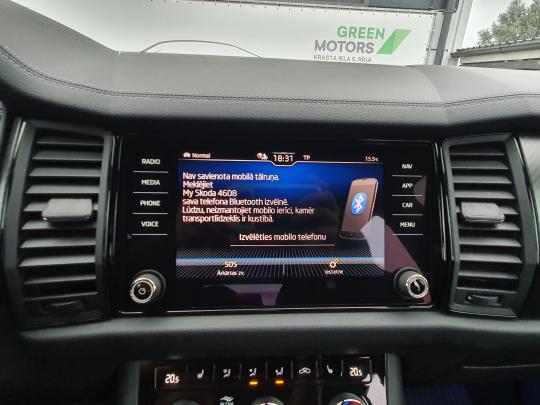 GREEN
MOTORS
KRASTA IELA 5, RĪGA
Normal
18:31
TP
15.5°C
RADIO
MEDIA
PHONE
VOICE
Nav savienota mobilā tālruņa.
Meklējiet
My Skoda 4608
sava telefona Bluetooth izvēlnē.
Lūdzu, neizmantojiet mobilo ierīci, kamēr
transportlīdzeklis ir kustībā.
Izvēlēties mobilo telefonu
SOS
Ārkārtas zv.
Iestatne
NAV
APP
CAR
MENU
20.5
20.5